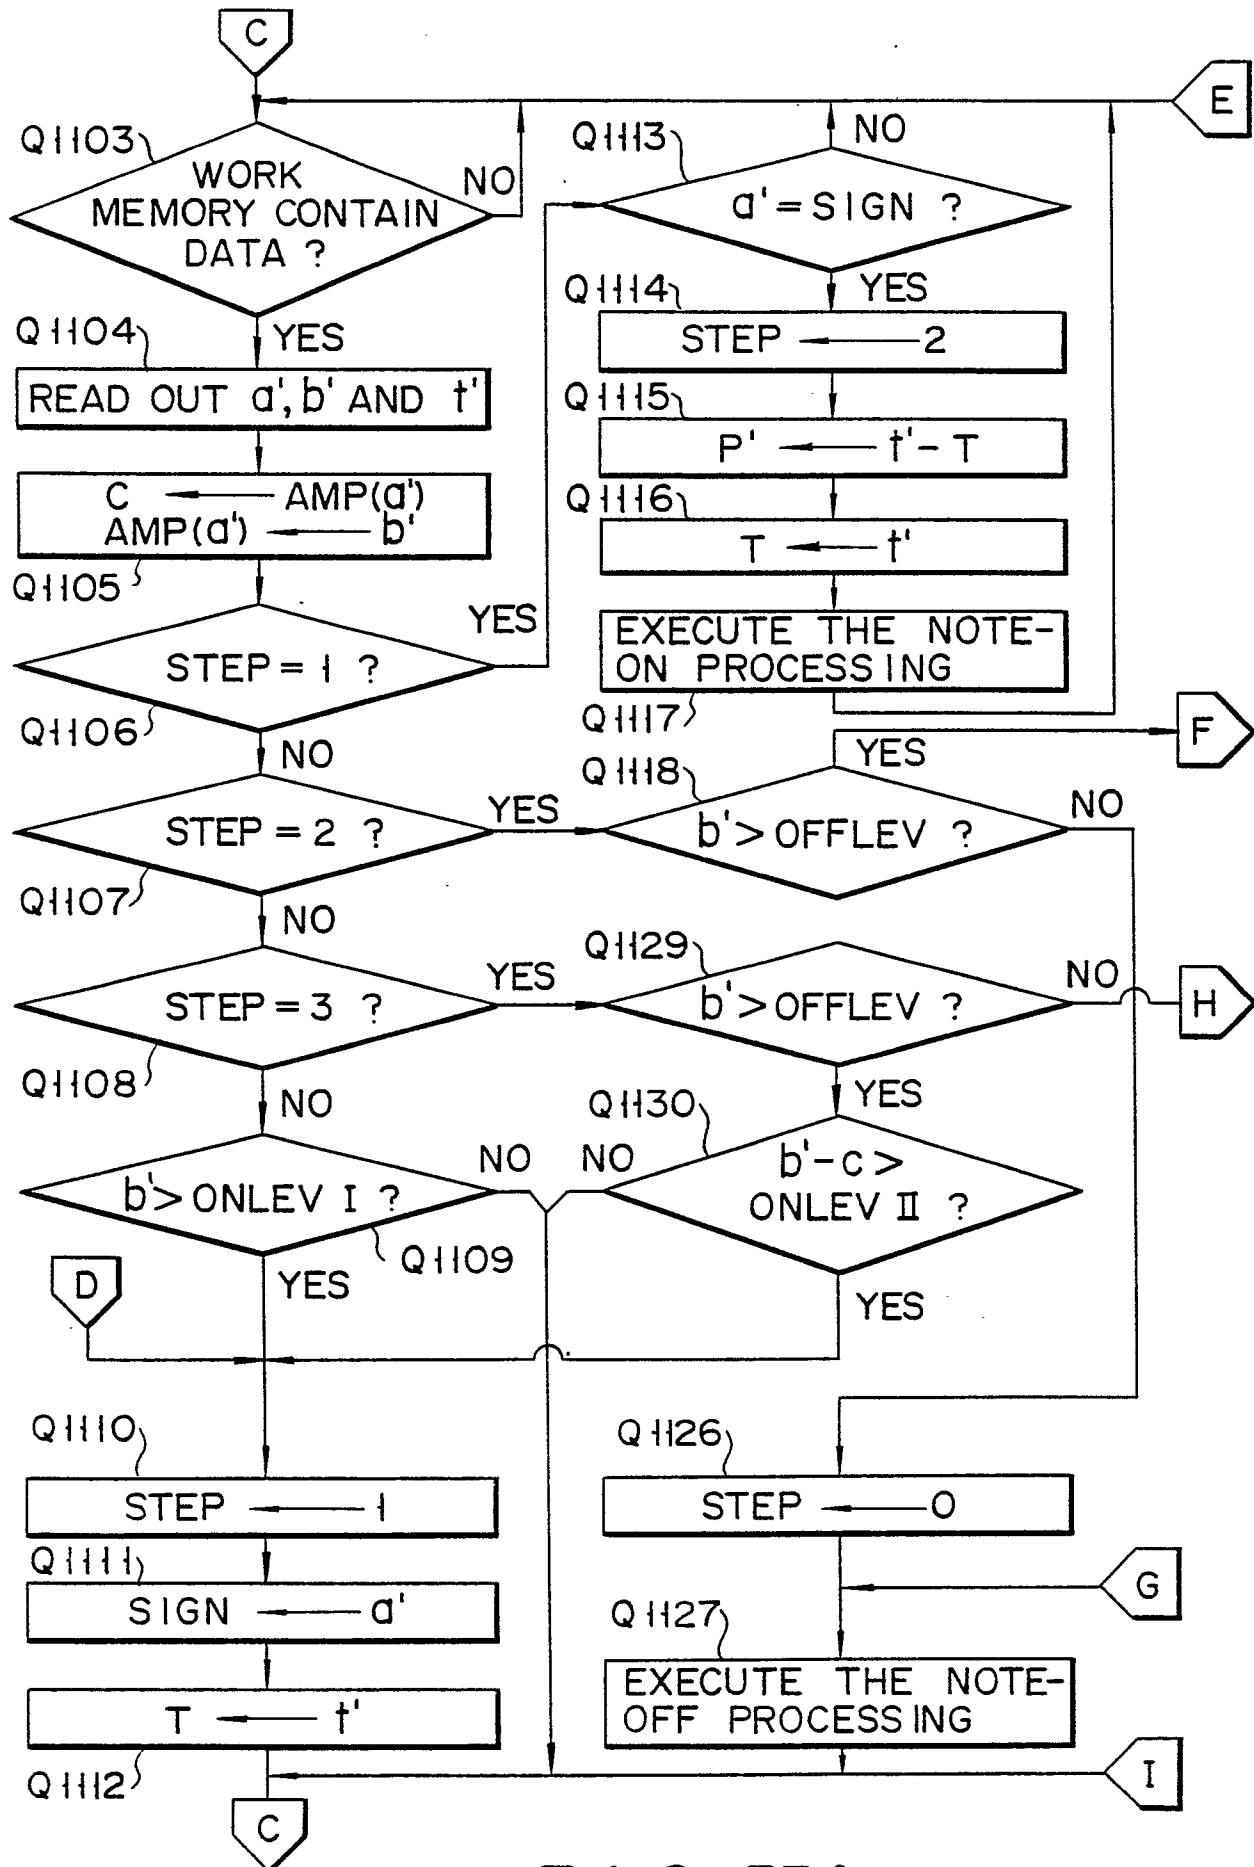 C
E
Q1103
WORK
MEMORY CONTAIN
DATA ?
NO
Q1113
NO
a' = SIGN ?
YES
YES
Q1104
READ OUT a', b' AND t'
Q1114
STEP ← 2
Q1115
P' ← t' - T
C ← AMP(a')
AMP(a') ← b'
Q1105
Q1116
T ← t'
STEP = 1 ?
YES
Q1106
NO
EXECUTE THE NOTE-
ON PROCESSING
Q1117
F
STEP = 2 ?
YES
Q1107
NO
Q1118
YES
b' > OFFLEV ?
NO
STEP = 3 ?
YES
Q1108
NO
Q1129
b' > OFFLEV ?
NO
H
YES
Q1130
b' > ONLEV I ?
NO
Q1109
YES
NO
b' - c >
ONLEV II ?
YES
D
Q1110
STEP ← 1
Q1111
SIGN ← a'
T ← t'
Q1112
C
Q1126
STEP ← 0
G
Q1127
EXECUTE THE NOTE-
OFF PROCESSING
I